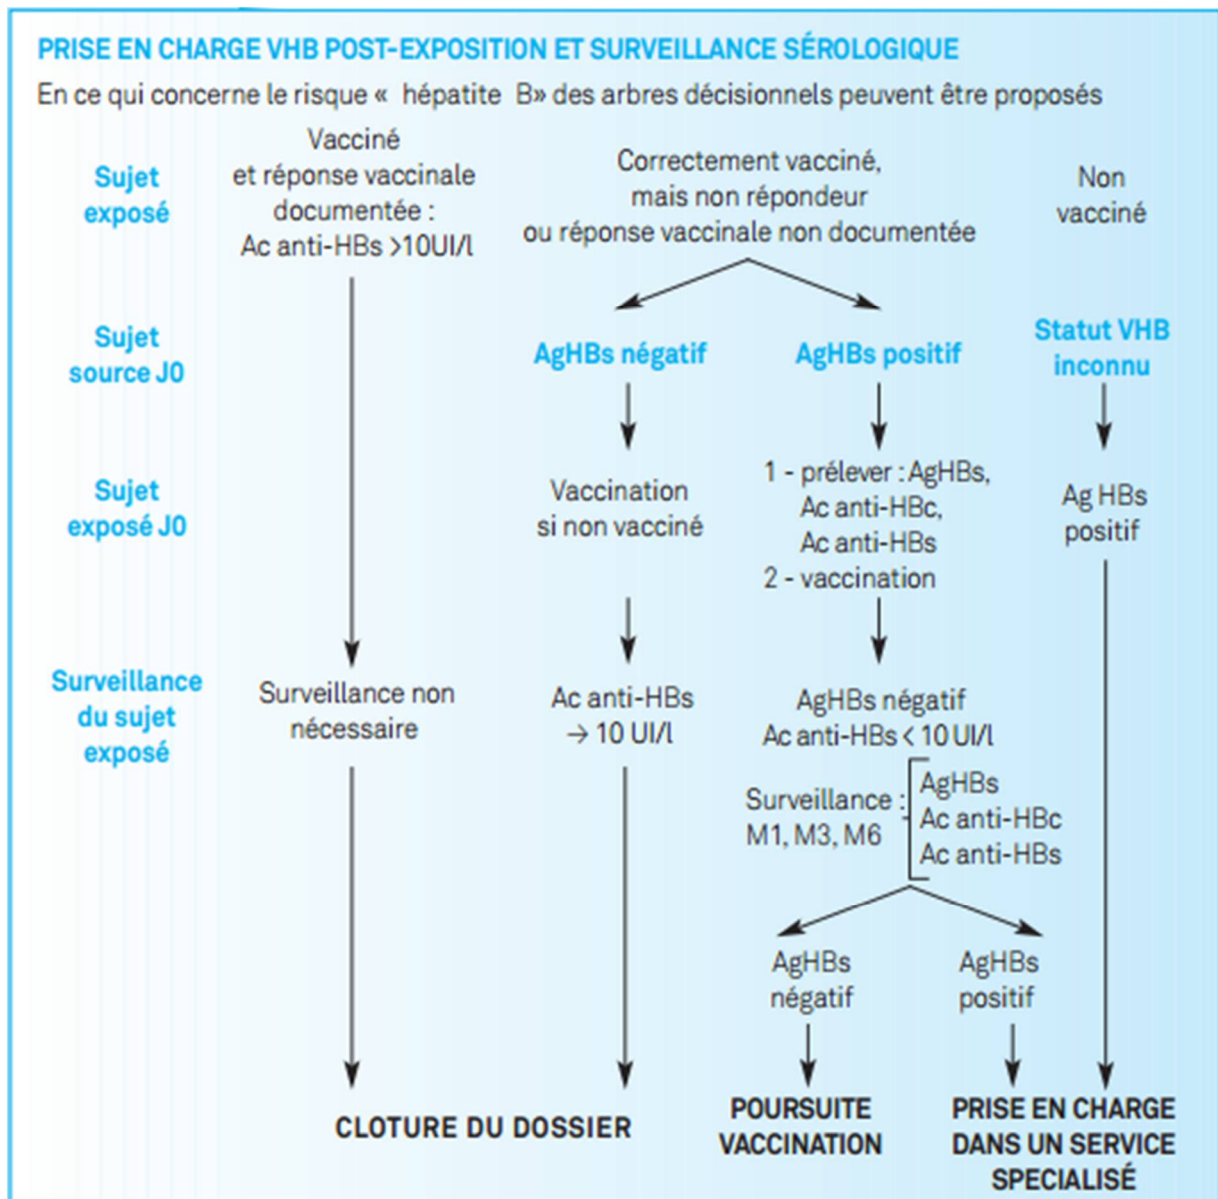 PRISE EN CHARGE VHB POST-EXPOSITION ET SURVEILLANCE SÉROLOGIQUE
En ce qui concerne le risque « hépatite B» des arbres décisionnels peuvent être proposés
Sujet
exposé
Vacciné
et réponse vaccinale
documentée :
Ac anti-HBs >10UI/l
Correctement vacciné,
mais non répondeur
ou réponse vaccinale non documentée
Non
vacciné
Sujet
source J0
AgHBs négatif
AgHBs positif
Statut VHB
inconnu
Sujet
exposé J0
Vaccination
si non vacciné
1 - prélever : AgHBs,
Ac anti-HBc,
Ac anti-HBs
2 - vaccination
Ag HBs
positif
Surveillance
du sujet
exposé
Surveillance non
nécessaire
Ac anti-HBs
→ 10 UI/l
AgHBs négatif
Ac anti-HBs < 10 UI/l
Surveillance :
M1, M3, M6
AgHBs
Ac anti-HBc
Ac anti-HBs
AgHBs
négatif
AgHBs
positif
CLOTURE DU DOSSIER
POURSUITE
VACCINATION
PRISE EN CHARGE
DANS UN SERVICE
SPECIALISÉ